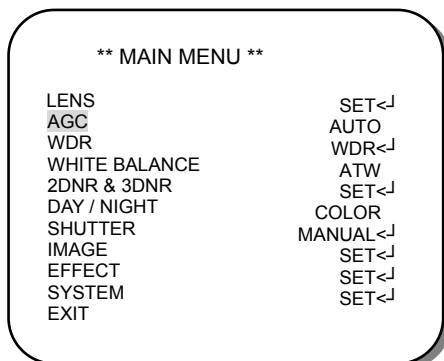 ** MAIN MENU **
LENS SET<┘
AGC AUTO
WDR WDR<┘
WHITE BALANCE ATW
2DNR & 3DNR SET<┘
DAY / NIGHT COLOR
SHUTTER MANUAL<┘
IMAGE SET<┘
EFFECT SET<┘
SYSTEM SET<┘
EXIT